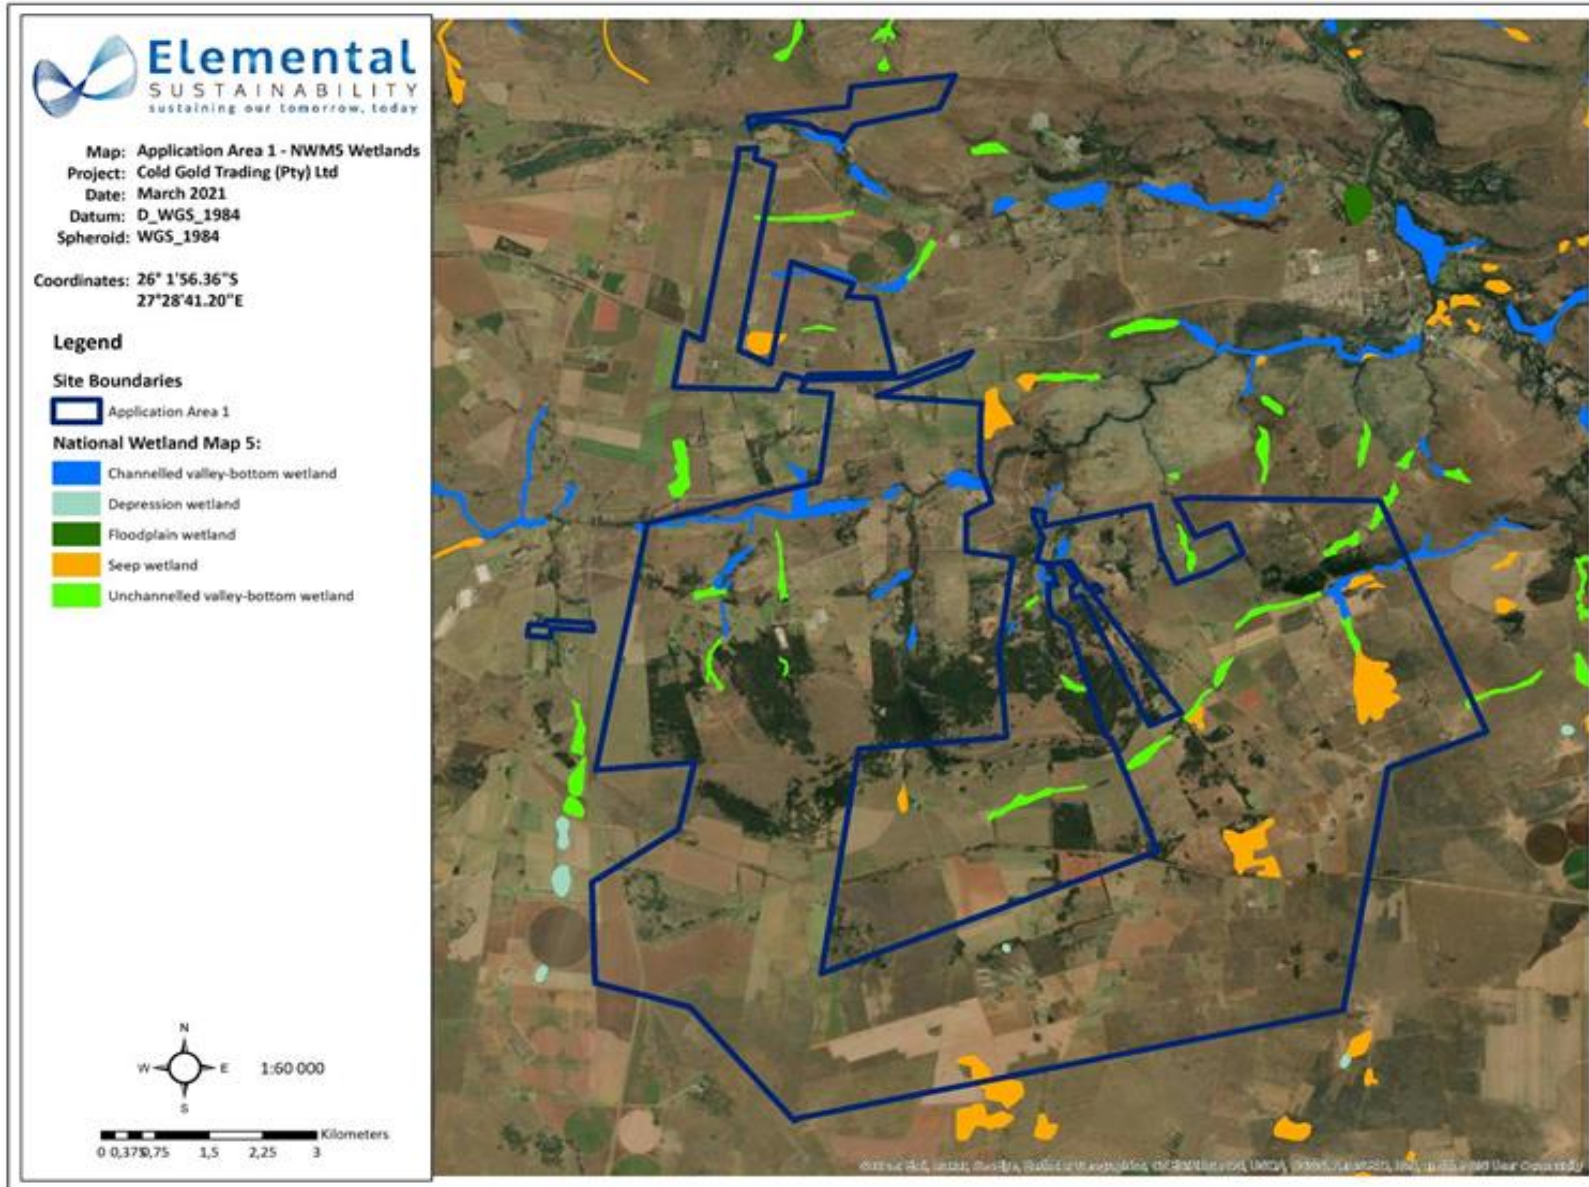 Elemental
SUSTAINABILITY
sustaining our tomorrow, today
Map: Application Area 1 - NWM5 Wetlands
Project: Cold Gold Trading (Pty) Ltd
Date: March 2021
Datum: D_WGS_1984
Spheroid: WGS_1984
Coordinates: 26° 1'56.36"S
27°28'41.20"E
Legend
Site Boundaries
Application Area 1
National Wetland Map 5:
Channelled valley-bottom wetland
Depression wetland
Floodplain wetland
Seep wetland
Unchannelled valley-bottom wetland
N
W E 1:60 000
S
Kilometers
0 0,375 0,75 1,5 2,25 3